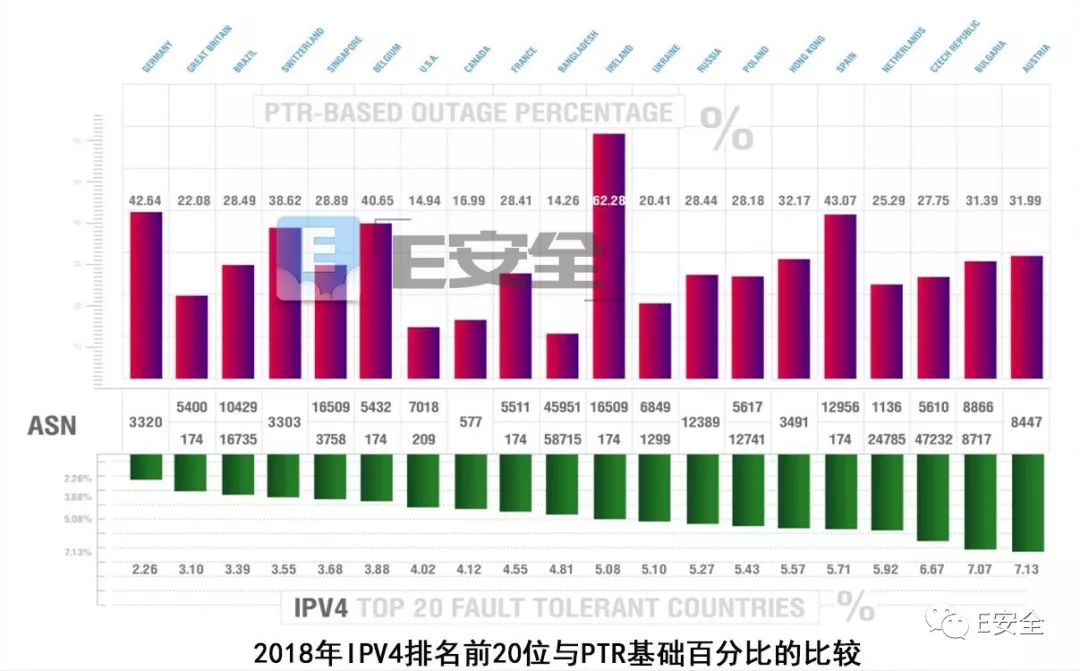 GERMANY GREAT BRITAIN BRAZIL SWITZERLAND SINGAPORE BELGIUM U.S.A. CANADA FRANCE BANGLADESH IRELAND UKRAINE RUSSIA POLAND HONG KONG SPAIN NETHERLANDS CZECH REPUBLIC BULGARIA AUSTRIA
PTR-BASED OUTAGE PERCENTAGE %
42.64 22.08 28.49 38.62 28.89 40.65 14.94 16.99 28.41 14.26 62.28 20.41 28.44 28.18 32.17 43.07 25.29 27.75 31.39 31.99
E
E安全
30
20
10
5400 10429 16509 5432 7018 5511 45951 16509 6849 5617 12956 1136 5610 8866
ASN 3320 3303 577 12389 3491 8447
174 16735 3758 174 209 174 58715 174 1299 12741 174 24785 47232 8717
2.26%
3.68%
5.08%
7.13%
2.26 3.10 3.39 3.55 3.68 3.88 4.02 4.12 4.55 4.81 5.08 5.10 5.27 5.43 5.57 5.71 5.92 6.67 7.07 7.13
IPV4 TOP 20 FAULT TOLERANT COUNTRIES %
E安全
2018年IPV4排名前20位与PTR基础百分比的比较